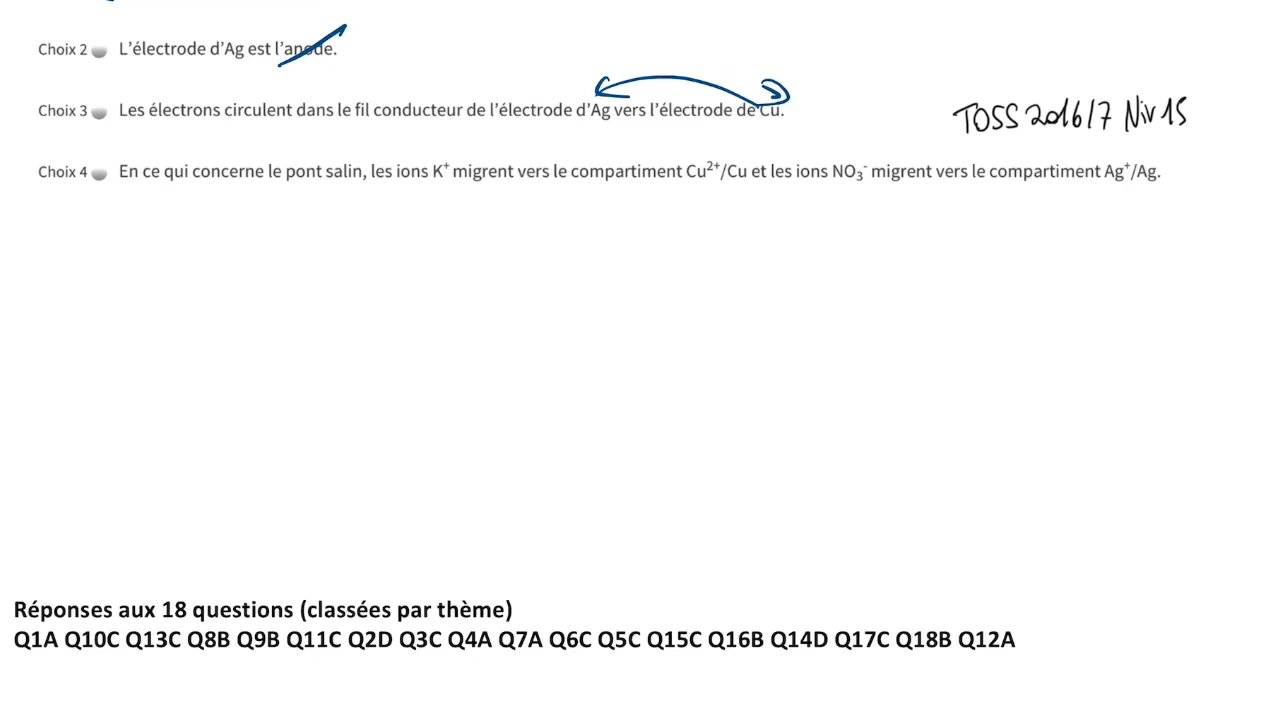 Choix 2 L'électrode d'Ag est l'anode.
Choix 3 Les électrons circulent dans le fil conducteur de l'électrode d'Ag vers l'électrode de Cu.
TOSS 2016/7 Niv 15
Choix 4 En ce qui concerne le pont salin, les ions K⁺ migrent vers le compartiment Cu²⁺/Cu et les ions NO₃⁻ migrent vers le compartiment Ag⁺/Ag.
Réponses aux 18 questions (classées par thème)
Q1A Q10C Q13C Q8B Q9B Q11C Q2D Q3C Q4A Q7A Q6C Q5C Q15C Q16B Q14D Q17C Q18B Q12A